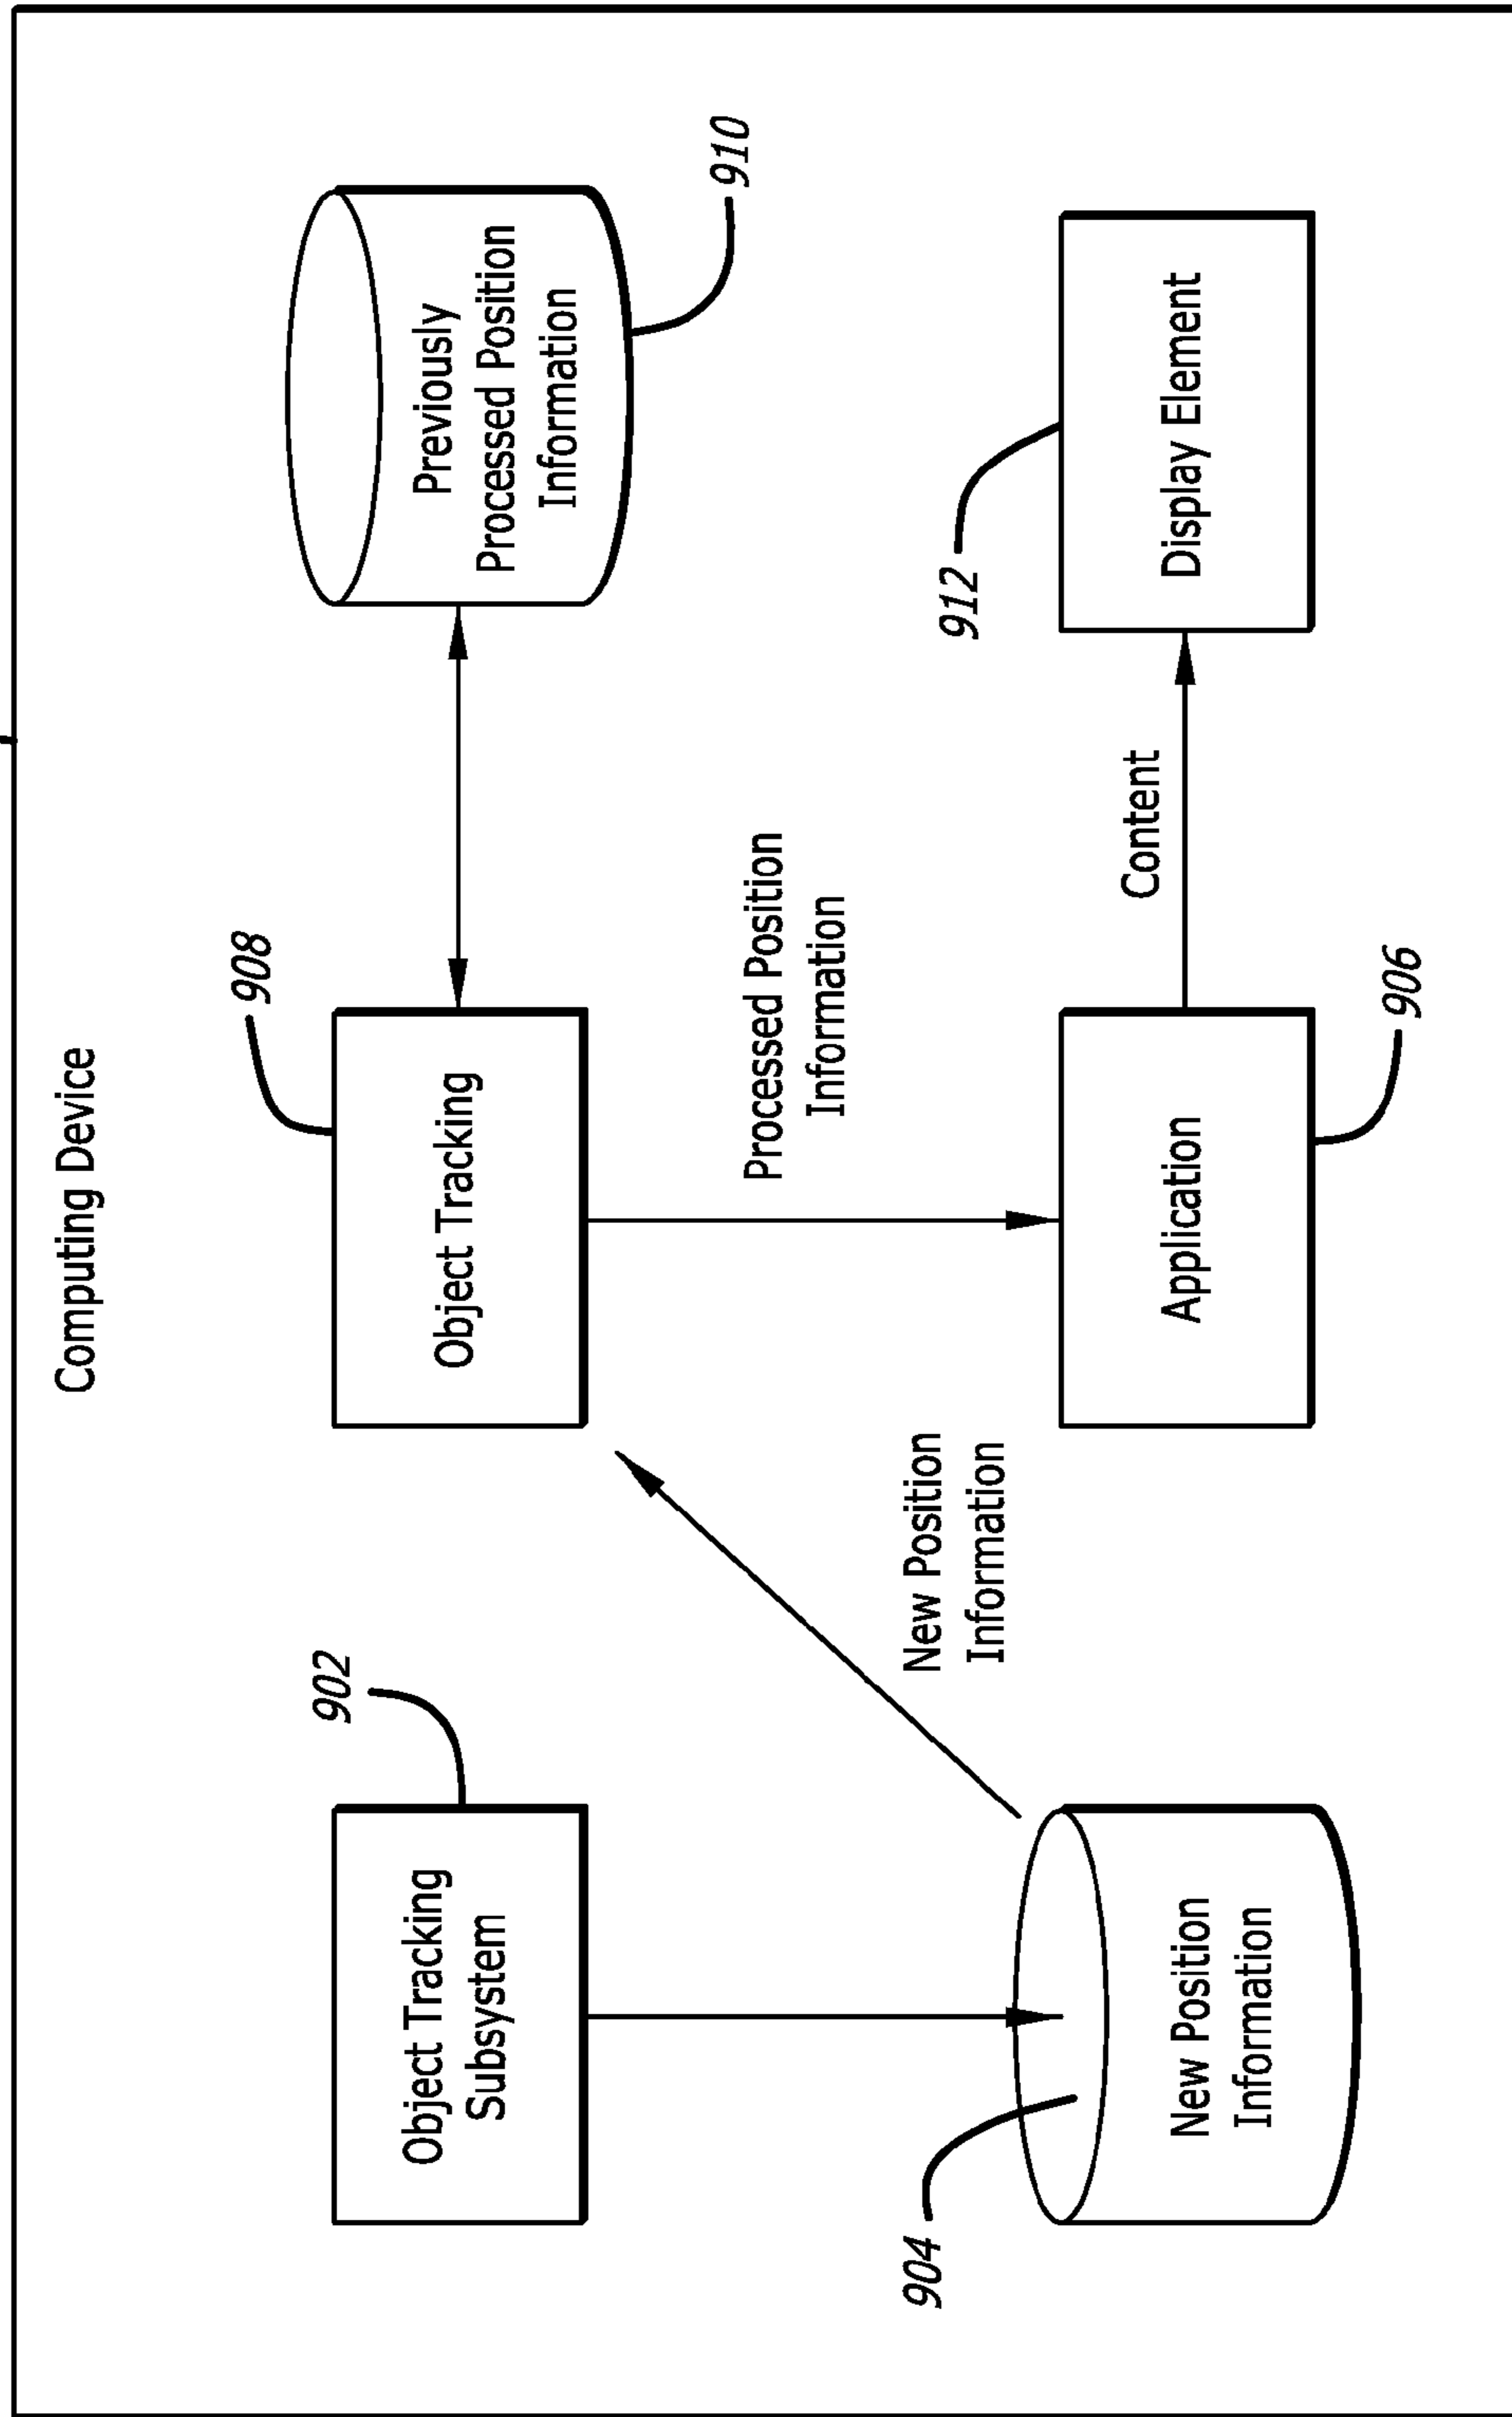 Computing Device
902
Object Tracking
Subsystem
908
Object Tracking
Previously
Processed Position
Information
910
904
New Position
Information
New Position
Information
Processed Position
Information
Application
906
Content
912
Display Element